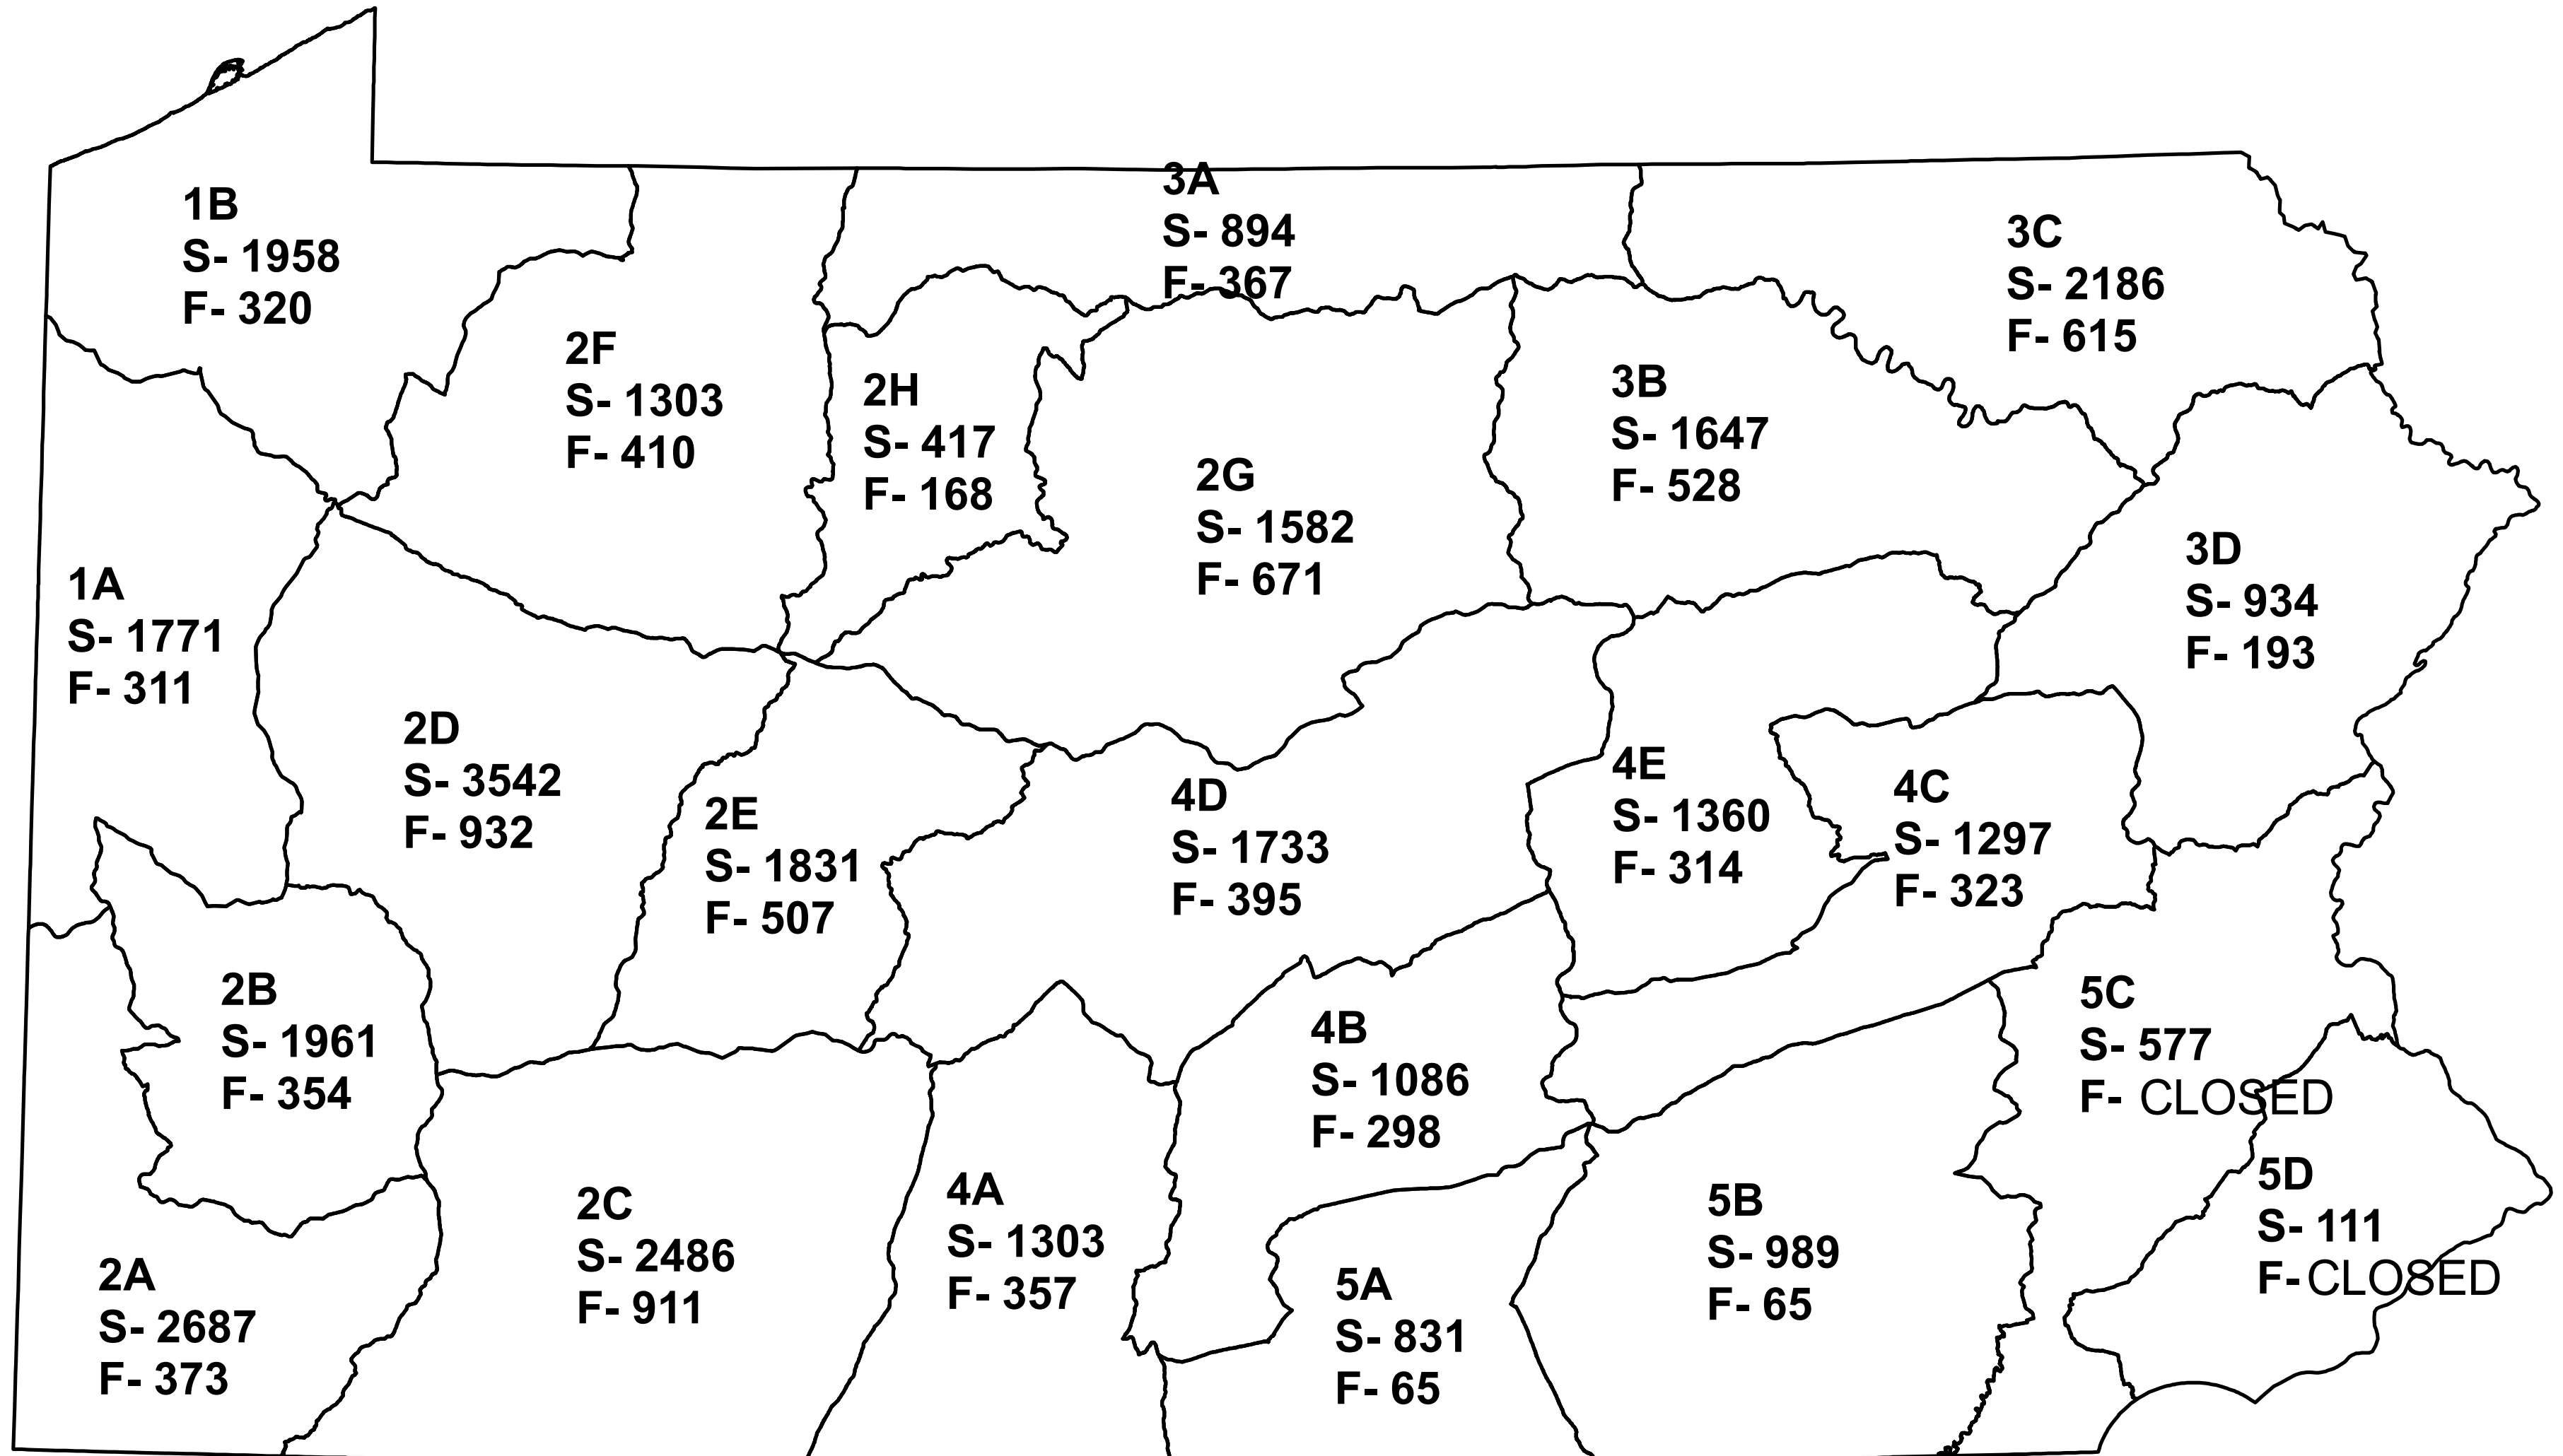 1B
S- 1958
F- 320
3A
S- 894
F- 367
3C
S- 2186
F- 615
2F
S- 1303
F- 410
2H
S- 417
F- 168
3B
S- 1647
F- 528
2G
S- 1582
F- 671
3D
S- 934
F- 193
1A
S- 1771
F- 311
2D
S- 3542
F- 932
2E
S- 1831
F- 507
4D
S- 1733
F- 395
4E
S- 1360
F- 314
4C
S- 1297
F- 323
2B
S- 1961
F- 354
4B
S- 1086
F- 298
5C
S- 577
F- CLOSED
5D
S- 111
F- CLOSED
2A
S- 2687
F- 373
2C
S- 2486
F- 911
4A
S- 1303
F- 357
5A
S- 831
F- 65
5B
S- 989
F- 65